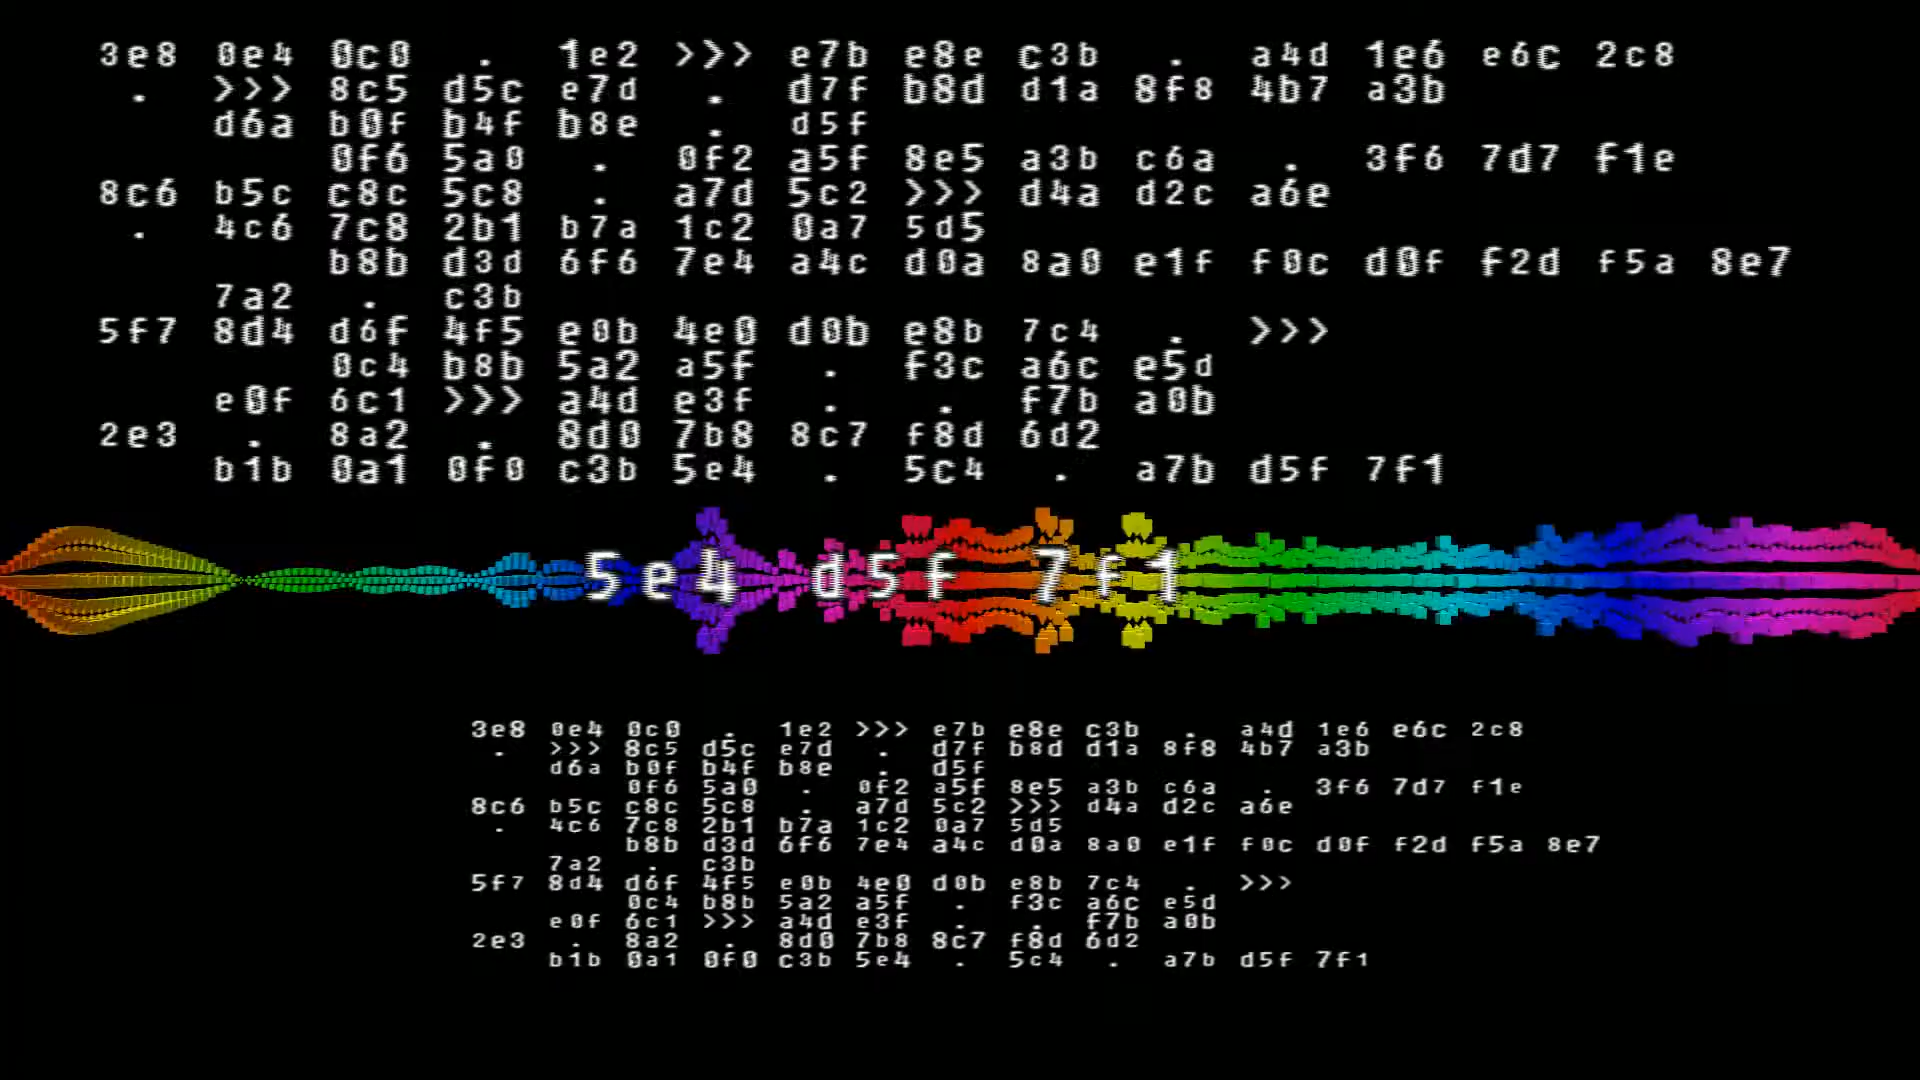 3e8 0e4 0c0 . 1e2 >>> e7b e8e c3b . a4d 1e6 e6c 2c8
. >>> 8c5 d5c e7d . d7f b8d d1a 8f8 4b7 a3b
d6a b0f b4f b8e . d5f
0f6 5a0 . 0f2 a5f 8e5 a3b c6a . 3f6 7d7 f1e
8c6 b5c c8c 5c8 . a7d 5c2 >>> d4a d2c a6e
. 4c6 7c8 2b1 b7a 1c2 0a7 5d5
b8b d3d 6f6 7e4 a4c d0a 8a0 e1f f0c d0f f2d f5a 8e7
7a2 . c3b
5f7 8d4 d6f 4f5 e0b 4e0 d0b e8b 7c4 . >>>
0c4 b8b 5a2 a5f . f3c a6c e5d
e0f 6c1 >>> a4d e3f . . f7b a0b
2e3 . 8a2 . 8d0 7b8 8c7 f8d 6d2
b1b 0a1 0f0 c3b 5e4 . 5c4 . a7b d5f 7f1
5e4 d5f 7f1
3e8 0e4 0c0 . 1e2 >>> e7b e8e c3b . a4d 1e6 e6c 2c8
. >>> 8c5 d5c e7d . d7f b8d d1a 8f8 4b7 a3b
d6a b0f b4f b8e . d5f
0f6 5a0 . 0f2 a5f 8e5 a3b c6a . 3f6 7d7 f1e
8c6 b5c c8c 5c8 . a7d 5c2 >>> d4a d2c a6e
. 4c6 7c8 2b1 b7a 1c2 0a7 5d5
b8b d3d 6f6 7e4 a4c d0a 8a0 e1f f0c d0f f2d f5a 8e7
7a2 . c3b
5f7 8d4 d6f 4f5 e0b 4e0 d0b e8b 7c4 . >>>
0c4 b8b 5a2 a5f . f3c a6c e5d
e0f 6c1 >>> a4d e3f . . f7b a0b
2e3 . 8a2 . 8d0 7b8 8c7 f8d 6d2
b1b 0a1 0f0 c3b 5e4 . 5c4 . a7b d5f 7f1